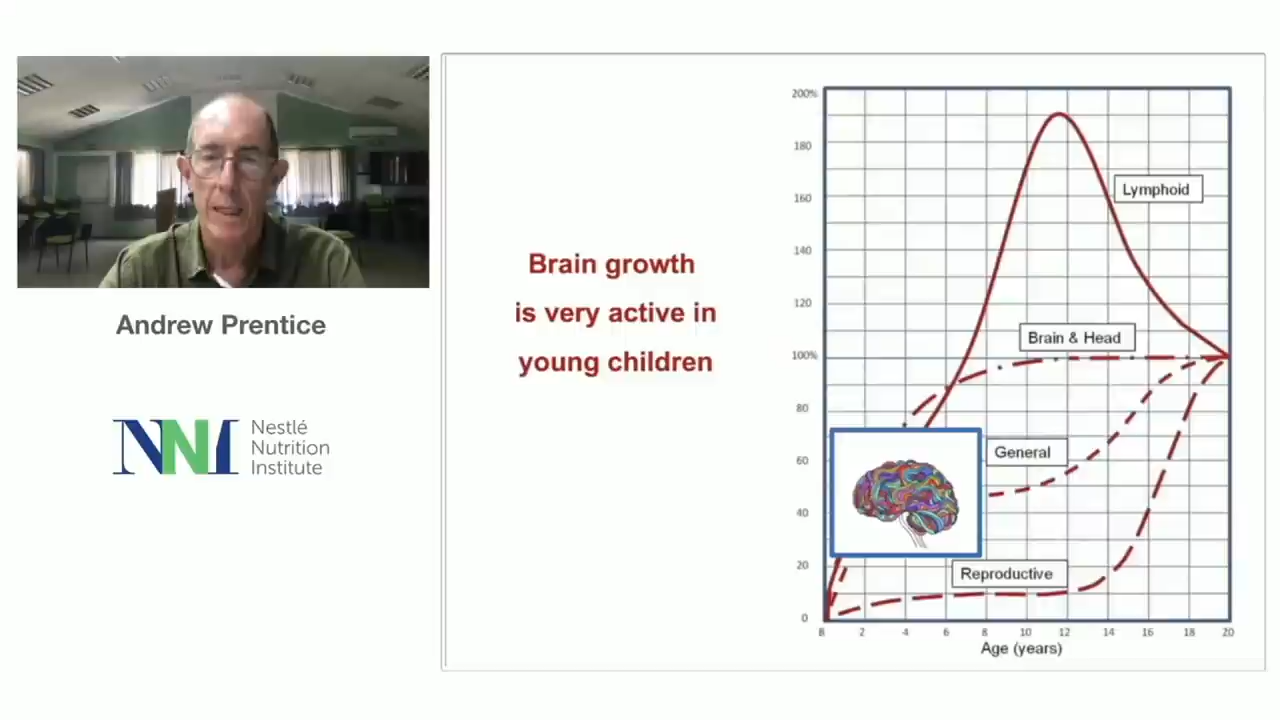 Andrew Prentice
NNI
Nestlé
Nutrition
Institute
Brain growth
is very active in
young children
200%
180
160
140
120
100%
80
60
40
20
0
Lymphoid
Brain & Head
General
Reproductive
B 2 4 6 8 10 12 14 16 18 20
Age (years)